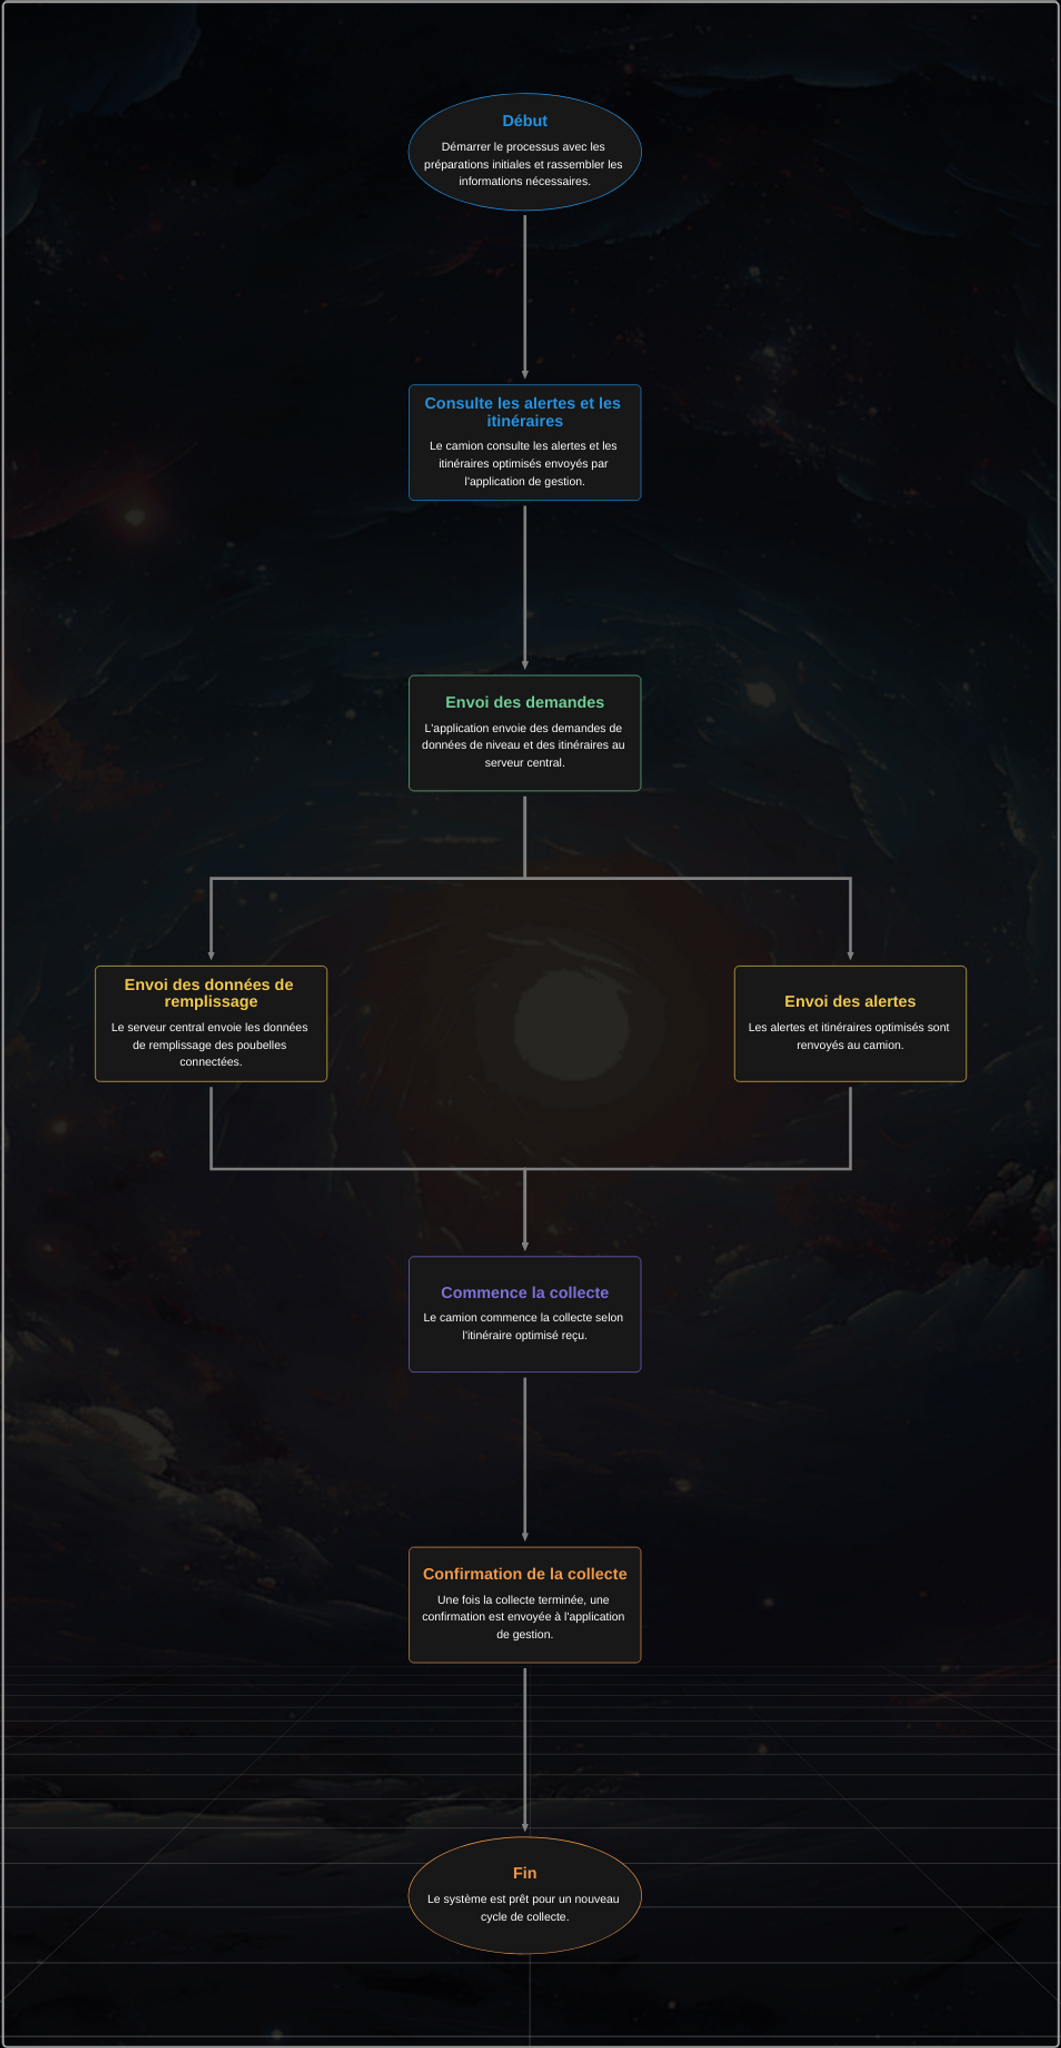 Début
Démarrer le processus avec les
préparations initiales et rassembler les
informations nécessaires.
Consulte les alertes et les
itinéraires
Le camion consulte les alertes et les
itinéraires optimisés envoyés par
l'application de gestion.
Envoi des demandes
L'application envoie des demandes de
données de niveau et des itinéraires au
serveur central.
Envoi des données de
remplissage
Le serveur central envoie les données
de remplissage des poubelles
connectées.
Envoi des alertes
Les alertes et itinéraires optimisés sont
renvoyés au camion.
Commence la collecte
Le camion commence la collecte selon
l'itinéraire optimisé reçu.
Confirmation de la collecte
Une fois la collecte terminée, une
confirmation est envoyée à l'application
de gestion.
Fin
Le système est prêt pour un nouveau
cycle de collecte.